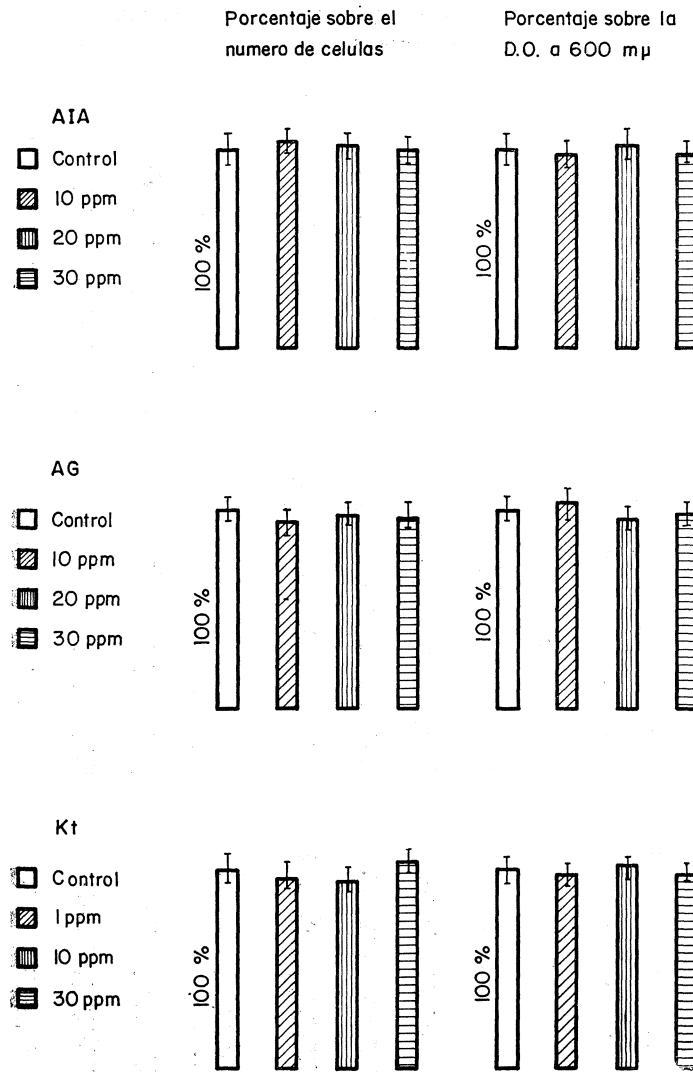 Porcentaje sobre el
numero de celulas
Porcentaje sobre la
D.O. a 600 mμ
AIA
Control
10 ppm
20 ppm
30 ppm
100 %
100 %
AG
Control
10 ppm
20 ppm
30 ppm
100 %
100 %
Kt
Control
1 ppm
10 ppm
30 ppm
100 %
100 %